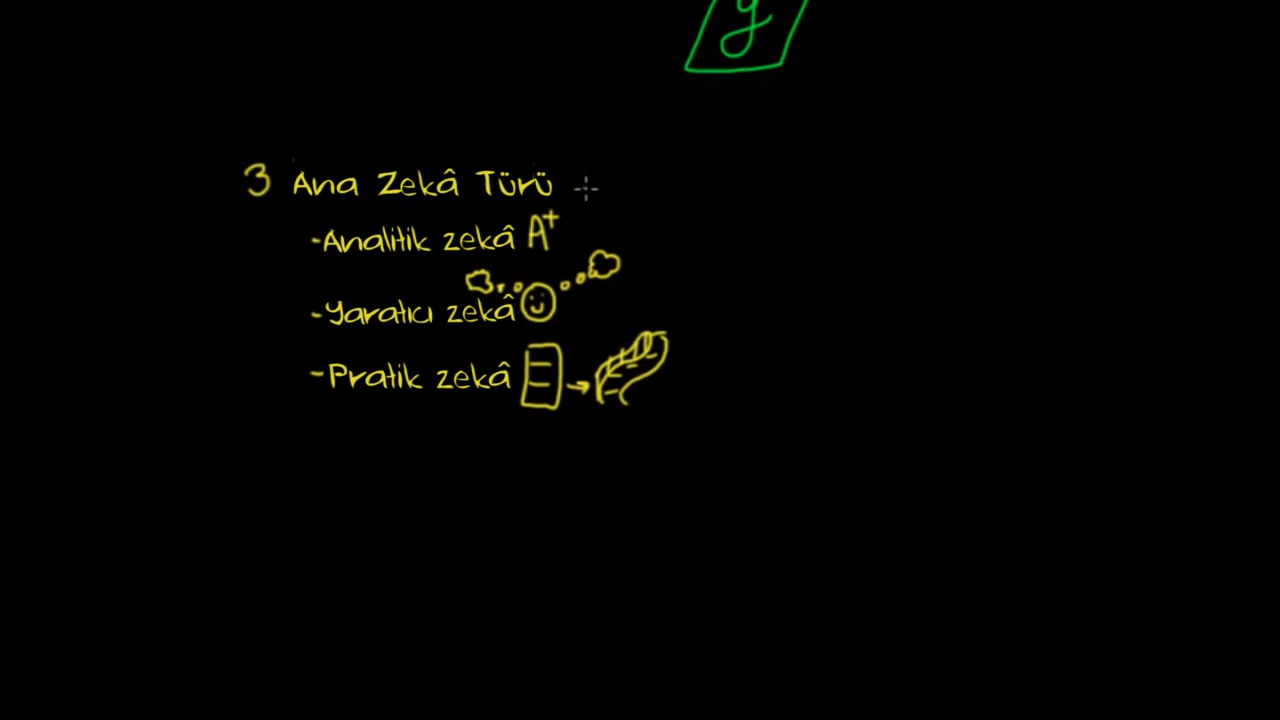 g
3 Ana Zekâ Türü
-Analitik zekâ A+
-Yaratıcı zekâ
-Pratik zekâ